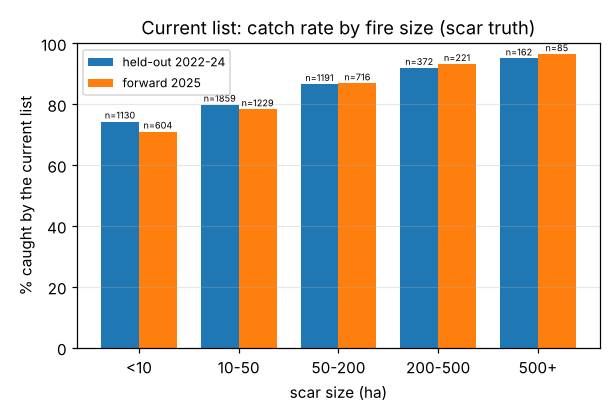 Current list: catch rate by fire size (scar truth)
held-out 2022-24
forward 2025
% caught by the current list
100
80
60
40
20
0
n=1130
n=604
n=1859
n=1229
n=1191
n=716
n=372
n=221
n=162
n=85
<10
10-50
50-200
200-500
500+
scar size (ha)